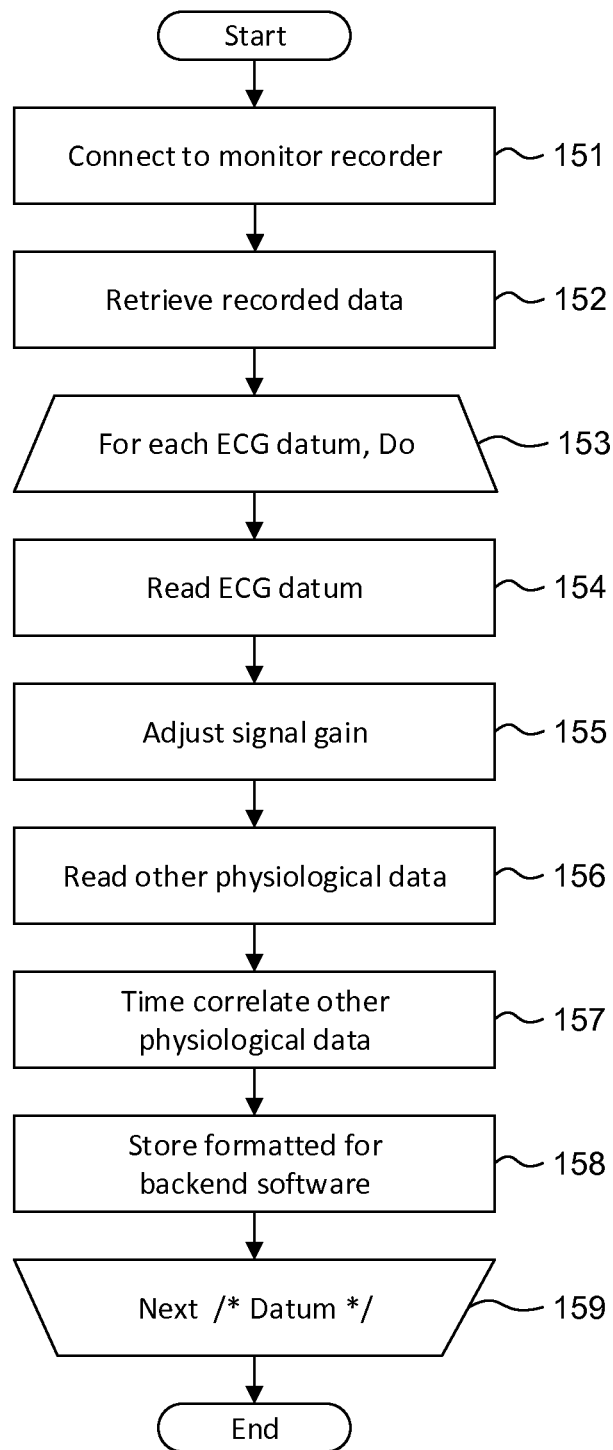 Start
Connect to monitor recorder
151
Retrieve recorded data
152
For each ECG datum, Do
153
Read ECG datum
154
Adjust signal gain
155
Read other physiological data
156
Time correlate other
physiological data
157
Store formatted for
backend software
158
Next /* Datum */
159
End